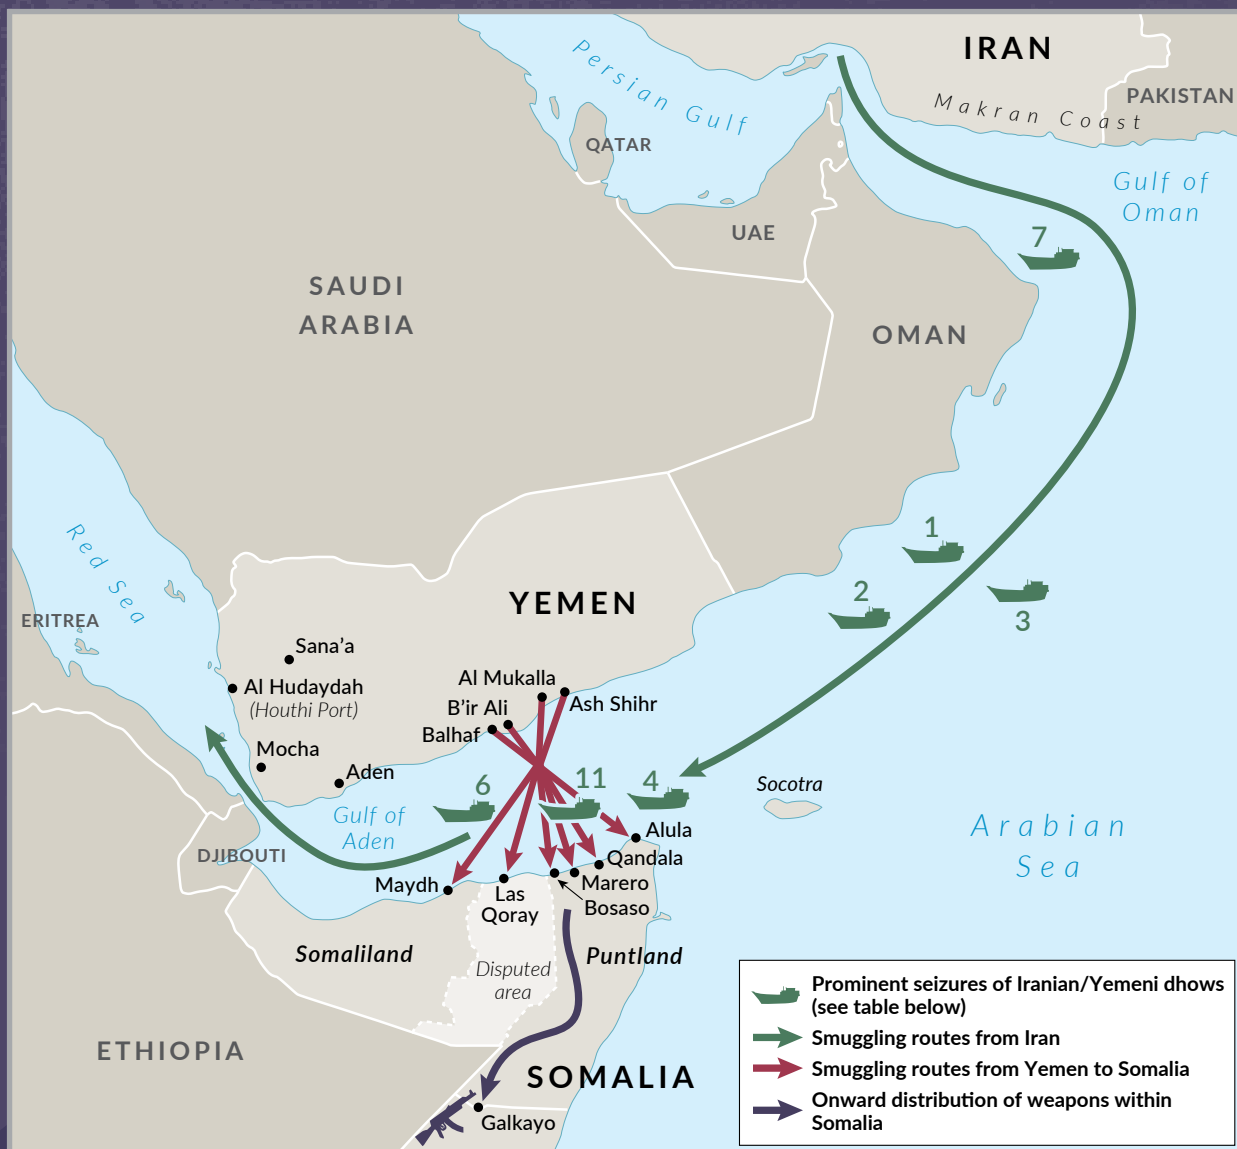 IRAN
Persian Gulf
Makran Coast
PAKISTAN
QATAR
Gulf of
Oman
UAE
7
SAUDI
ARABIA
OMAN
Red Sea
1
2
3
YEMEN
ERITREA
Sana’a
Al Hudaydah
(Houthi Port)
Al Mukalla
Ash Shihr
B’ir Ali
Balhaf
Mocha
Aden
6
11
4
Socotra
Gulf of
Aden
Arabian
Sea
Alula
DJIBOUTI
Qandala
Maydh
Marero
Las
Qoray
Bosaso
Somaliland
Puntland
Disputed
area
ETHIOPIA
SOMALIA
Galkayo
Prominent seizures of Iranian/Yemeni dhows
(see table below)
Smuggling routes from Iran
Smuggling routes from Yemen to Somalia
Onward distribution of weapons within
Somalia